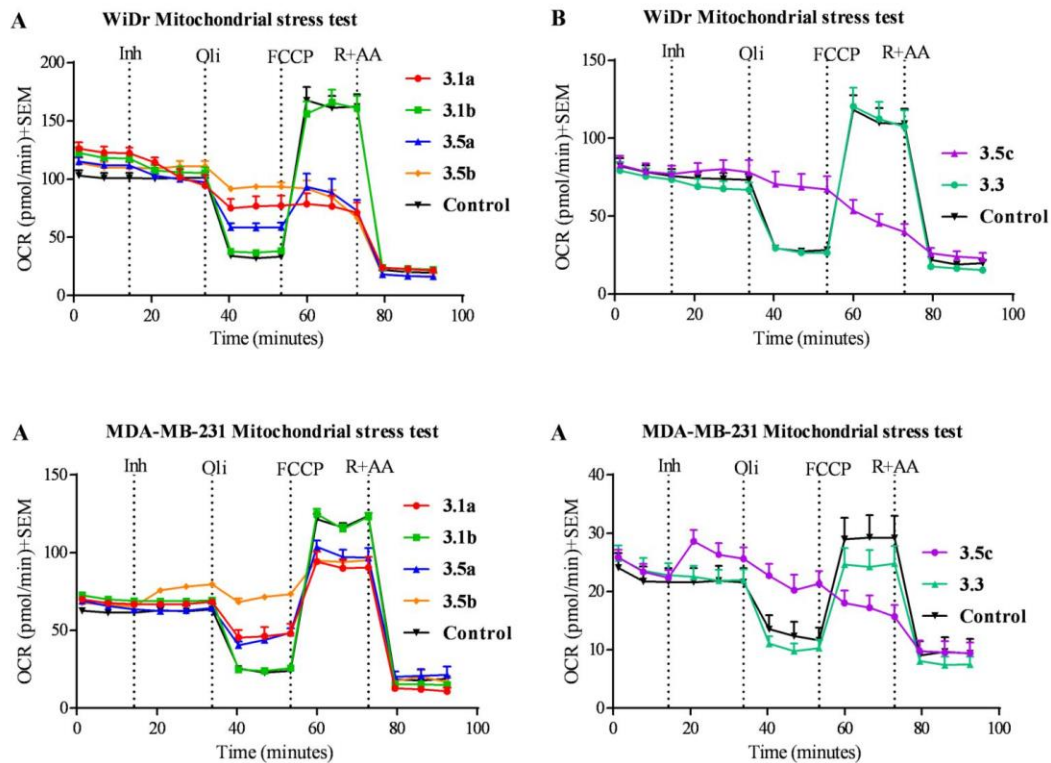 A WiDr Mitochondrial stress test
Inh Oli FCCP R+AA
OCR (pmol/min)+SEM
200
150
100
50
0
0 20 40 60 80 100
Time (minutes)
3.1a
3.1b
3.5a
3.5b
Control
B WiDr Mitochondrial stress test
Inh Oli FCCP R+AA
OCR (pmol/min)+SEM
150
100
50
0
0 20 40 60 80 100
Time (minutes)
3.5c
3.3
Control
A MDA-MB-231 Mitochondrial stress test
Inh Oli FCCP R+AA
OCR (pmol/min)+SEM
150
100
50
0
0 20 40 60 80 100
Time (minutes)
3.1a
3.1b
3.5a
3.5b
Control
A MDA-MB-231 Mitochondrial stress test
Inh Oli FCCP R+AA
OCR (pmol/min)+SEM
40
30
20
10
0
0 20 40 60 80 100
Time (minutes)
3.5c
3.3
Control